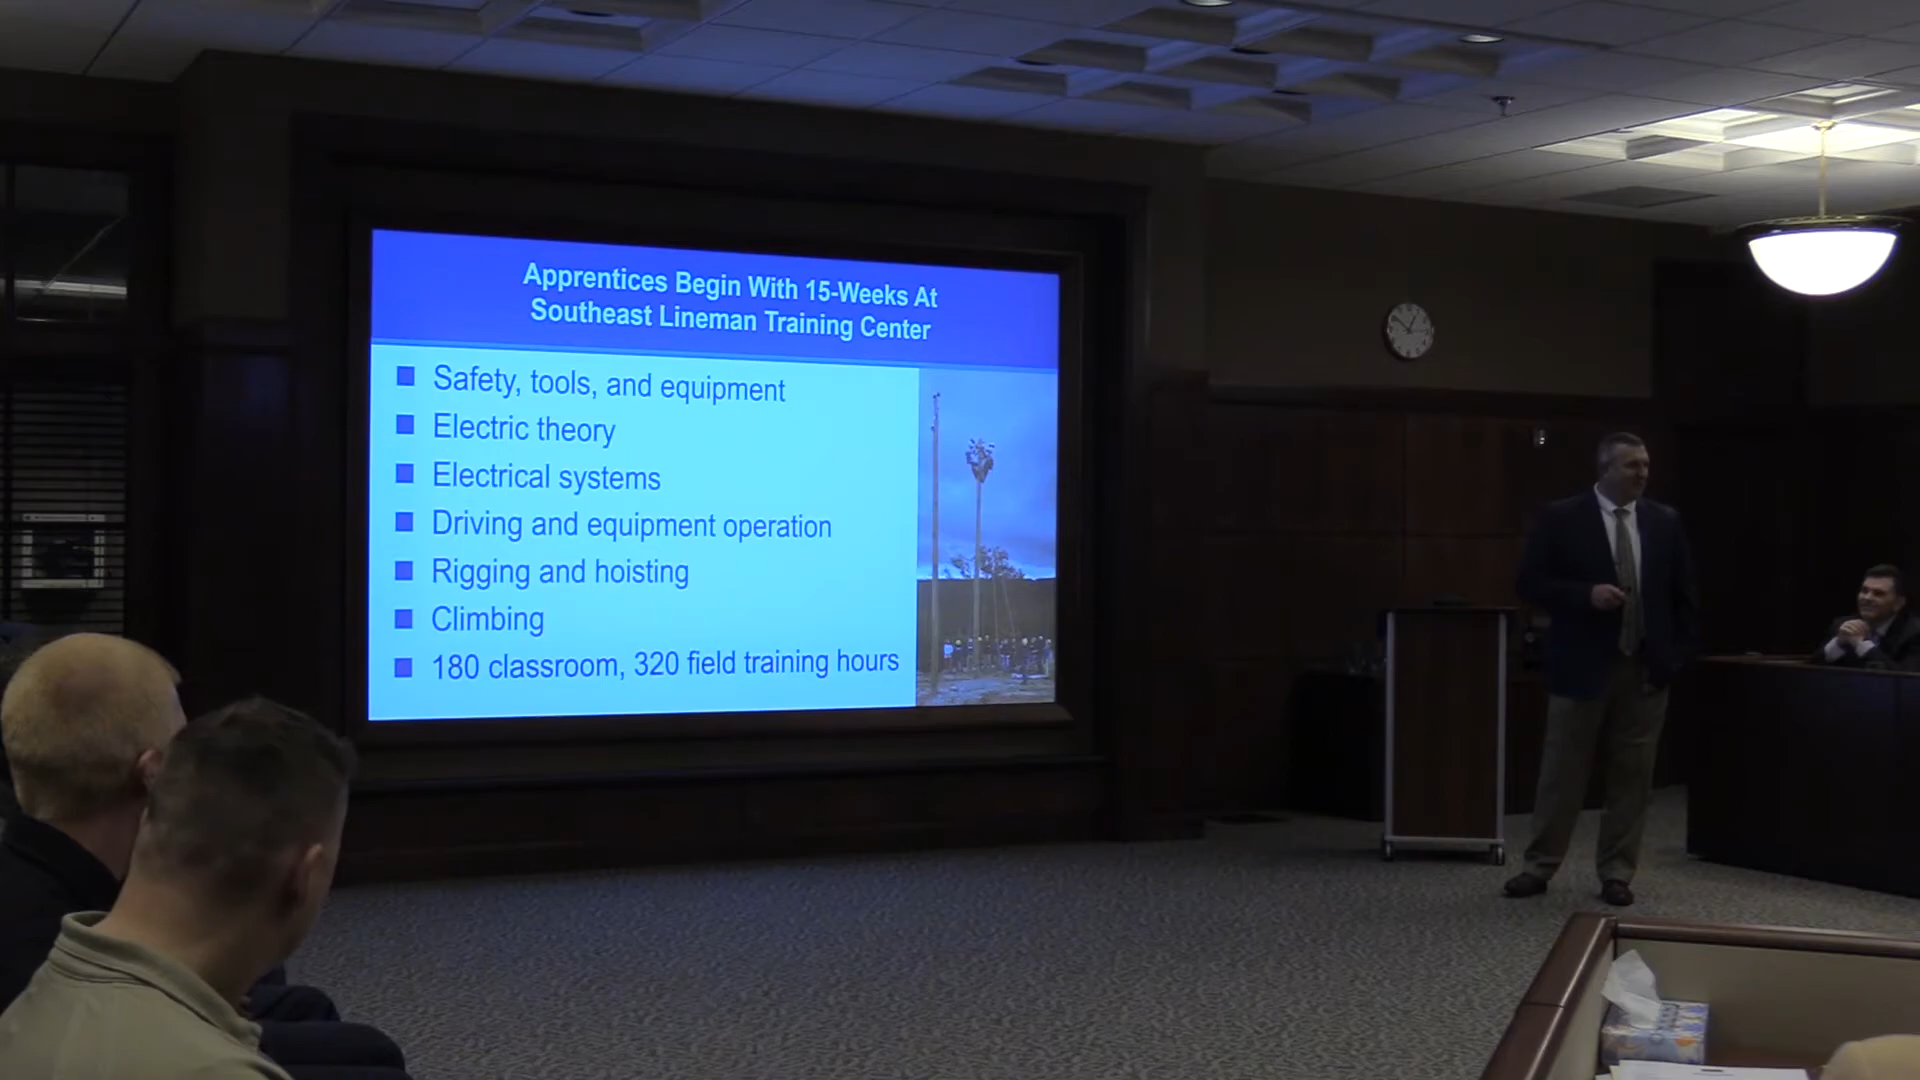 Apprentices Begin With 15-Weeks At
Southeast Lineman Training Center
Safety, tools, and equipment
Electric theory
Electrical systems
Driving and equipment operation
Rigging and hoisting
Climbing
180 classroom, 320 field training hours